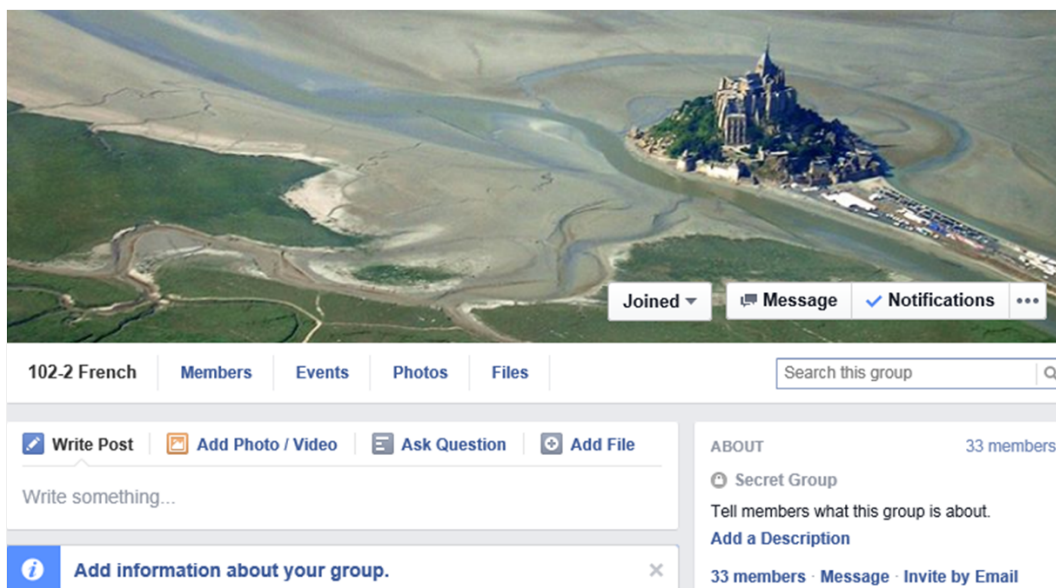 Joined
Message
Notifications
102-2 French
Members
Events
Photos
Files
Search this group
Write Post
Add Photo / Video
Ask Question
Add File
Write something...
Add information about your group.
ABOUT
33 members
Secret Group
Tell members what this group is about.
Add a Description
33 members · Message · Invite by Email